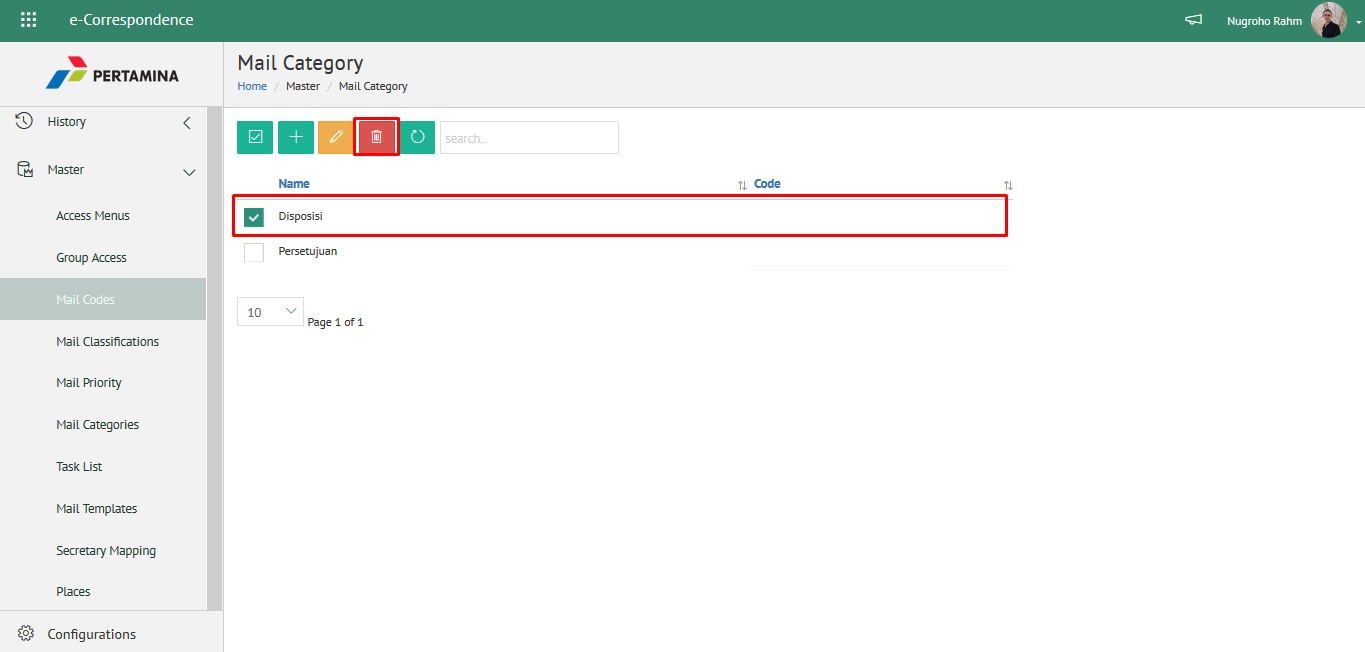 e-Correspondence
Nugroho Rahm
PERTAMINA
Mail Category
Home / Master / Mail Category
History
Master
Access Menus
Group Access
Mail Codes
Mail Classifications
Mail Priority
Mail Categories
Task List
Mail Templates
Secretary Mapping
Places
Configurations
search..
Name Code
Disposisi
Persetujuan
10 Page 1 of 1